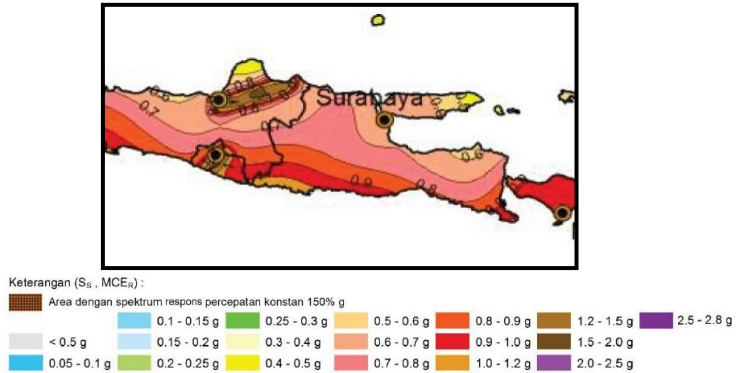 Surabaya
0.7
0.9
0.8
Keterangan (SS , MCER) :
Area dengan spektrum respons percepatan konstan 150% g
0.1 - 0.15 g 0.25 - 0.3 g 0.5 - 0.6 g 0.8 - 0.9 g 1.2 - 1.5 g 2.5 - 2.8 g
< 0.5 g 0.15 - 0.2 g 0.3 - 0.4 g 0.6 - 0.7 g 0.9 - 1.0 g 1.5 - 2.0 g
0.05 - 0.1 g 0.2 - 0.25 g 0.4 - 0.5 g 0.7 - 0.8 g 1.0 - 1.2 g 2.0 - 2.5 g